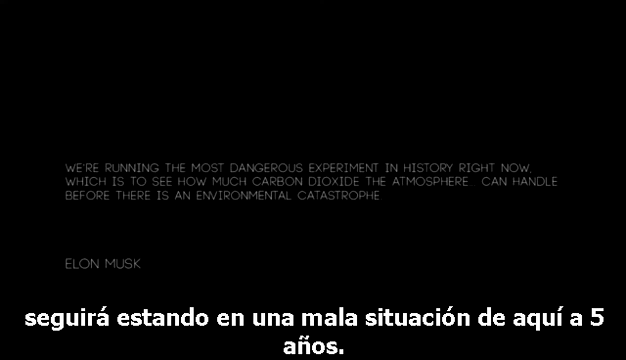 WE'RE RUNNING THE MOST DANGEROUS EXPERIMENT IN HISTORY RIGHT NOW,
WHICH IS TO SEE HOW MUCH CARBON DIOXIDE THE ATMOSPHERE CAN HANDLE
BEFORE THERE IS AN ENVIRONMENTAL CATASTROPHE
ELON MUSK
seguirá estando en una mala situación de aquí a 5
años.